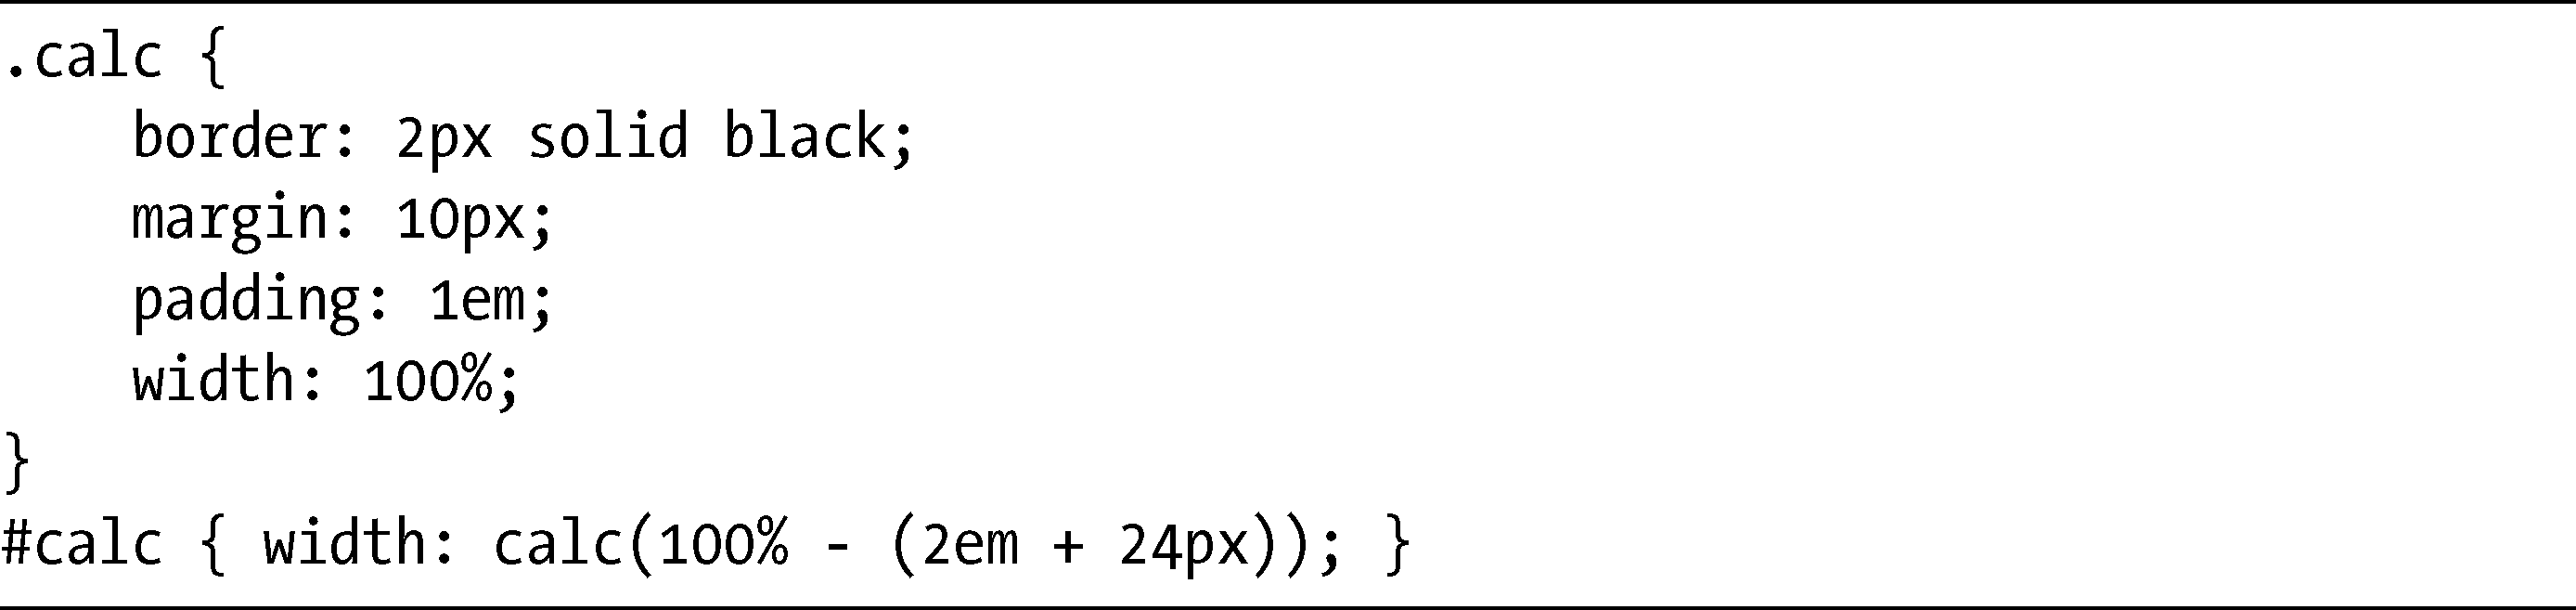 .calc {
    border: 2px solid black;
    margin: 10px;
    padding: 1em;
    width: 100%;
}
#calc { width: calc(100% - (2em + 24px)); }